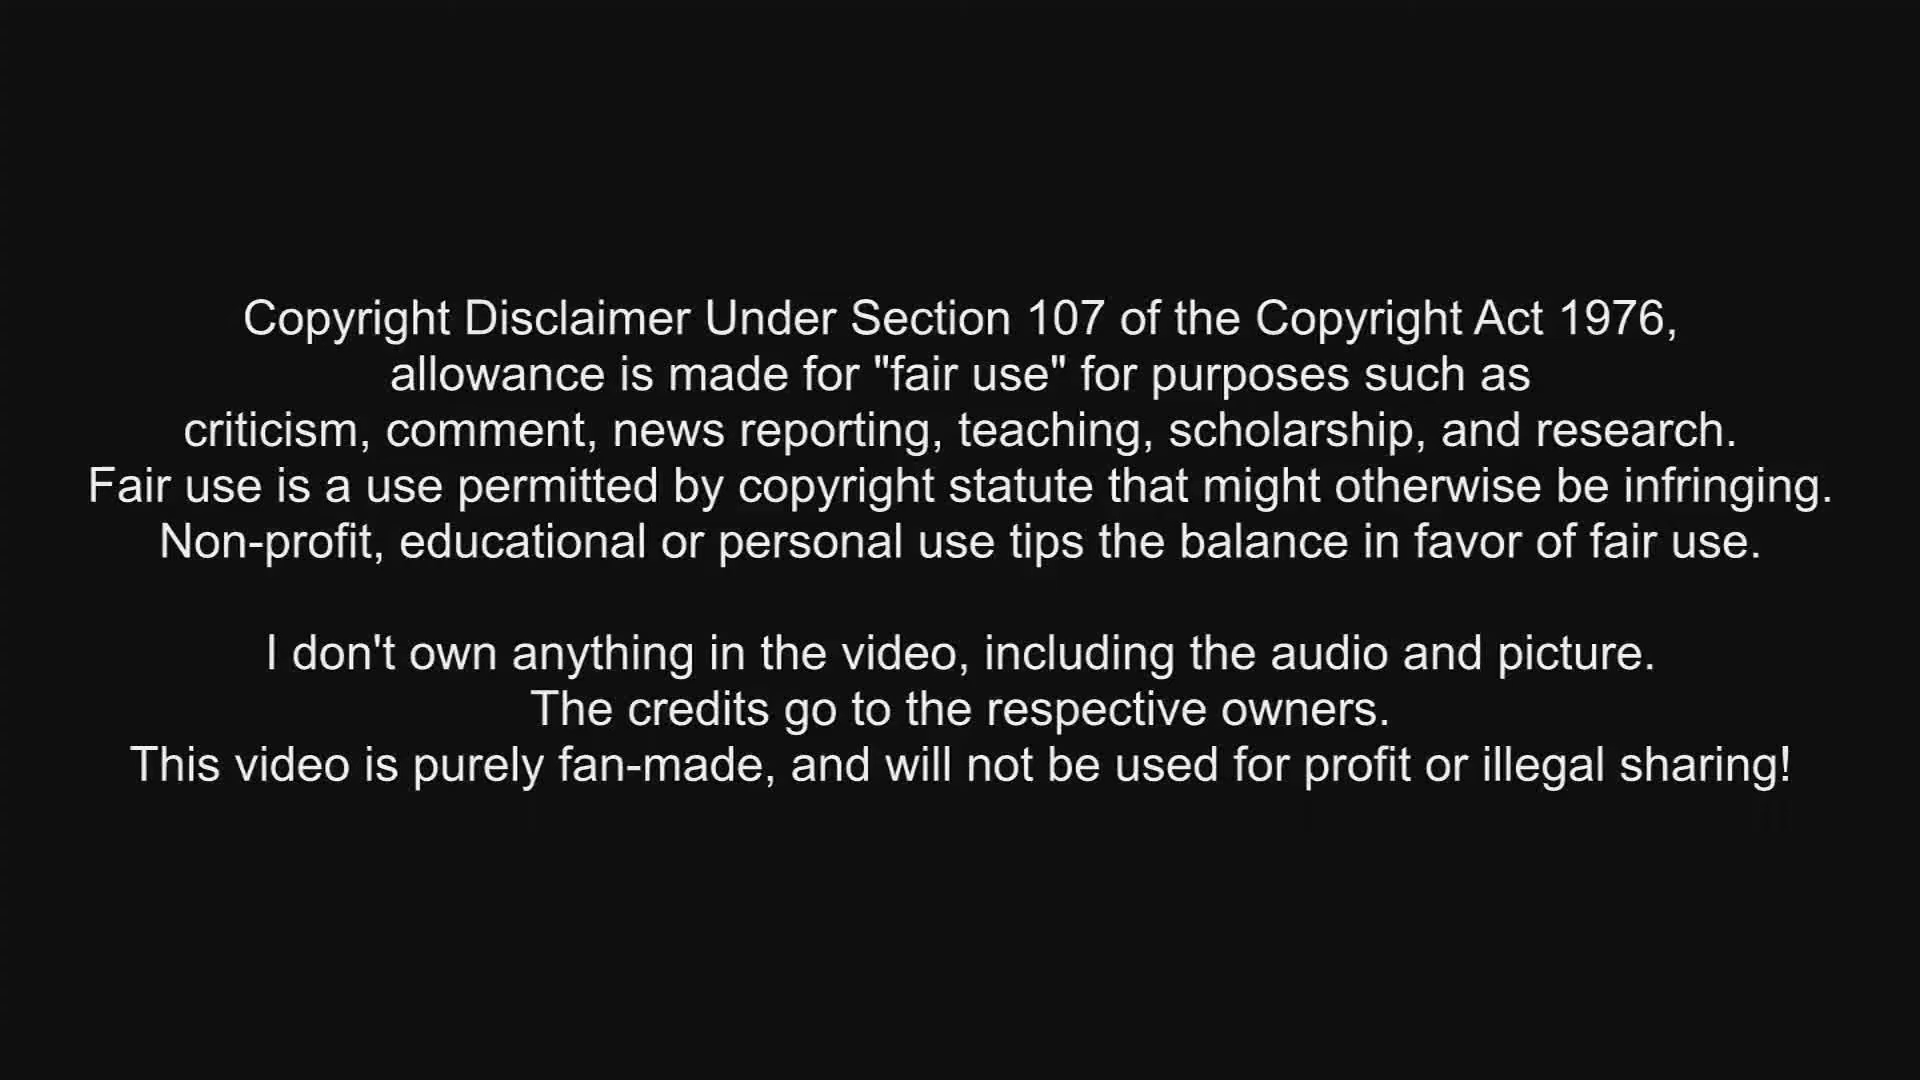 Copyright Disclaimer Under Section 107 of the Copyright Act 1976,
allowance is made for "fair use" for purposes such as
criticism, comment, news reporting, teaching, scholarship, and research.
Fair use is a use permitted by copyright statute that might otherwise be infringing.
Non-profit, educational or personal use tips the balance in favor of fair use.
I don't own anything in the video, including the audio and picture.
The credits go to the respective owners.
This video is purely fan-made, and will not be used for profit or illegal sharing!